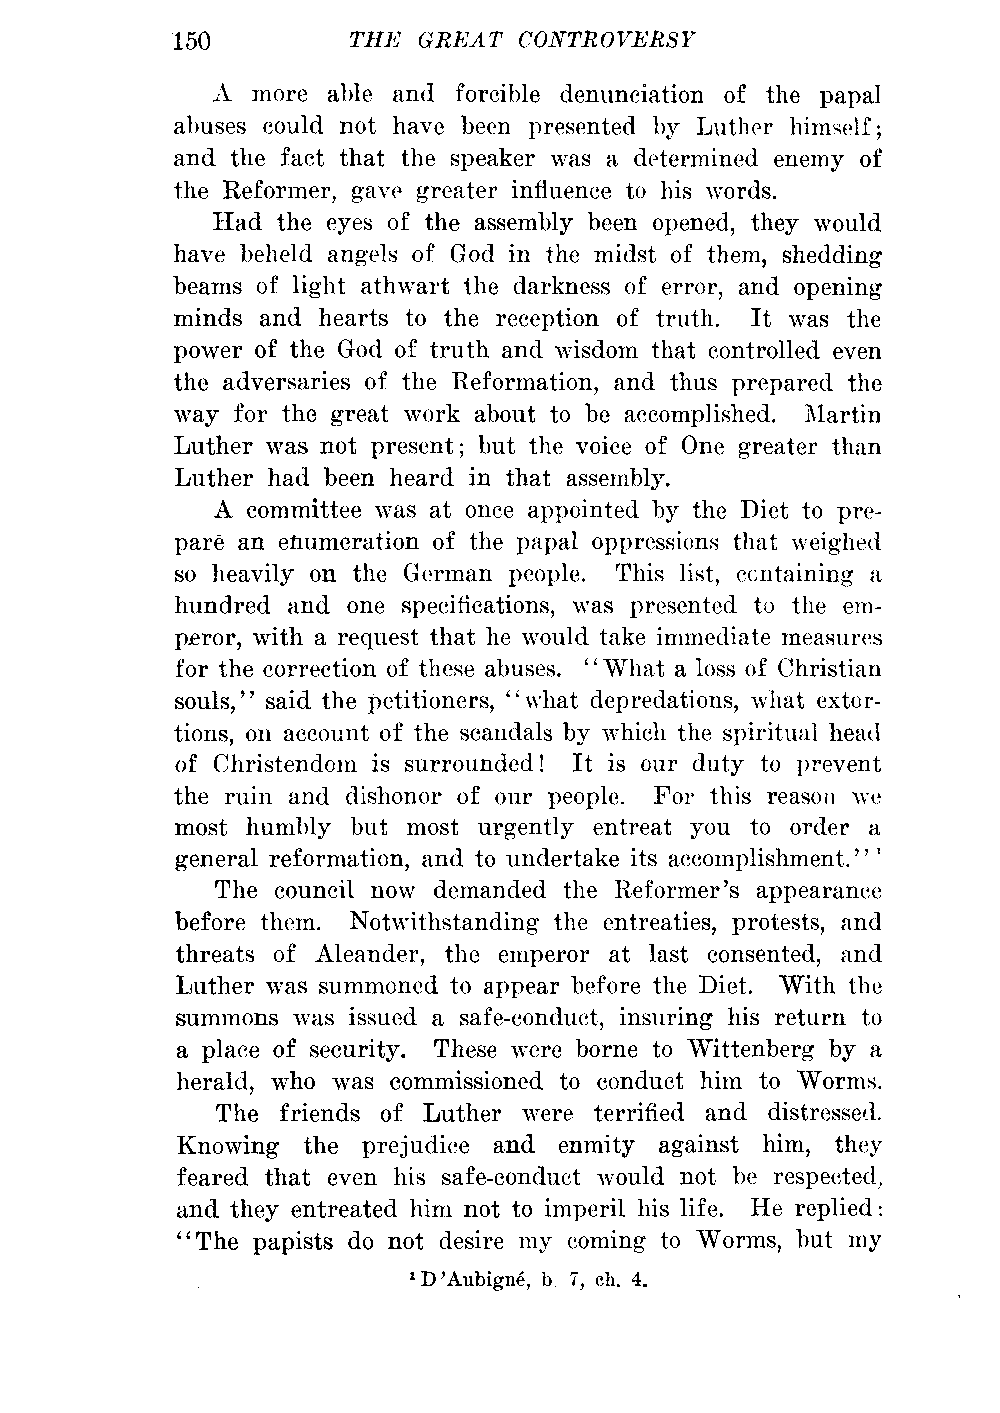 150 THE GREAT CONTROVERSY
A more able and forcible denunciation of the papal
abuses could not have been presented by Luther himself;
and the fact that the speaker was a determined enemy of
the Reformer, gave greater influence to his words.
Had the eyes of the assembly been opened, they would
have beheld angels of God in the midst of them, shedding
beams of light athwart the darkness of error, and opening
minds and hearts to the reception of truth. It was the
power of the God of truth and wisdom that controlled even
the adversaries of the Reformation, and thus prepared the
way for the great work about to be accomplished. Martin
Luther was not present; but the voice of One greater than
Luther had been heard in that assembly.
A committee was at once appointed by the Diet to pre-
pare an enumeration of the papal oppressions that weighed
so heavily on the German people. This list, containing a
hundred and one specifications, was presented to the em-
peror, with a request that he would take immediate measures
for the correction of these abuses. "What a loss of Christian
souls," said the petitioners, "what depredations, what extor-
tions, on account of the scandals by which the spiritual head
of Christendom is surrounded! It is our duty to prevent
the ruin and dishonor of our people. For this reason we
most humbly but most urgently entreat you to order a
general reformation, and to undertake its accomplishment."¹
The council now demanded the Reformer's appearance
before them. Notwithstanding the entreaties, protests, and
threats of Aleander, the emperor at last consented, and
Luther was summoned to appear before the Diet. With the
summons was issued a safe-conduct, insuring his return to
a place of security. These were borne to Wittenberg by a
herald, who was commissioned to conduct him to Worms.
The friends of Luther were terrified and distressed.
Knowing the prejudice and enmity against him, they
feared that even his safe-conduct would not be respected,
and they entreated him not to imperil his life. He replied:
"The papists do not desire my coming to Worms, but my
¹ D'Aubigné, b. 7, ch. 4.